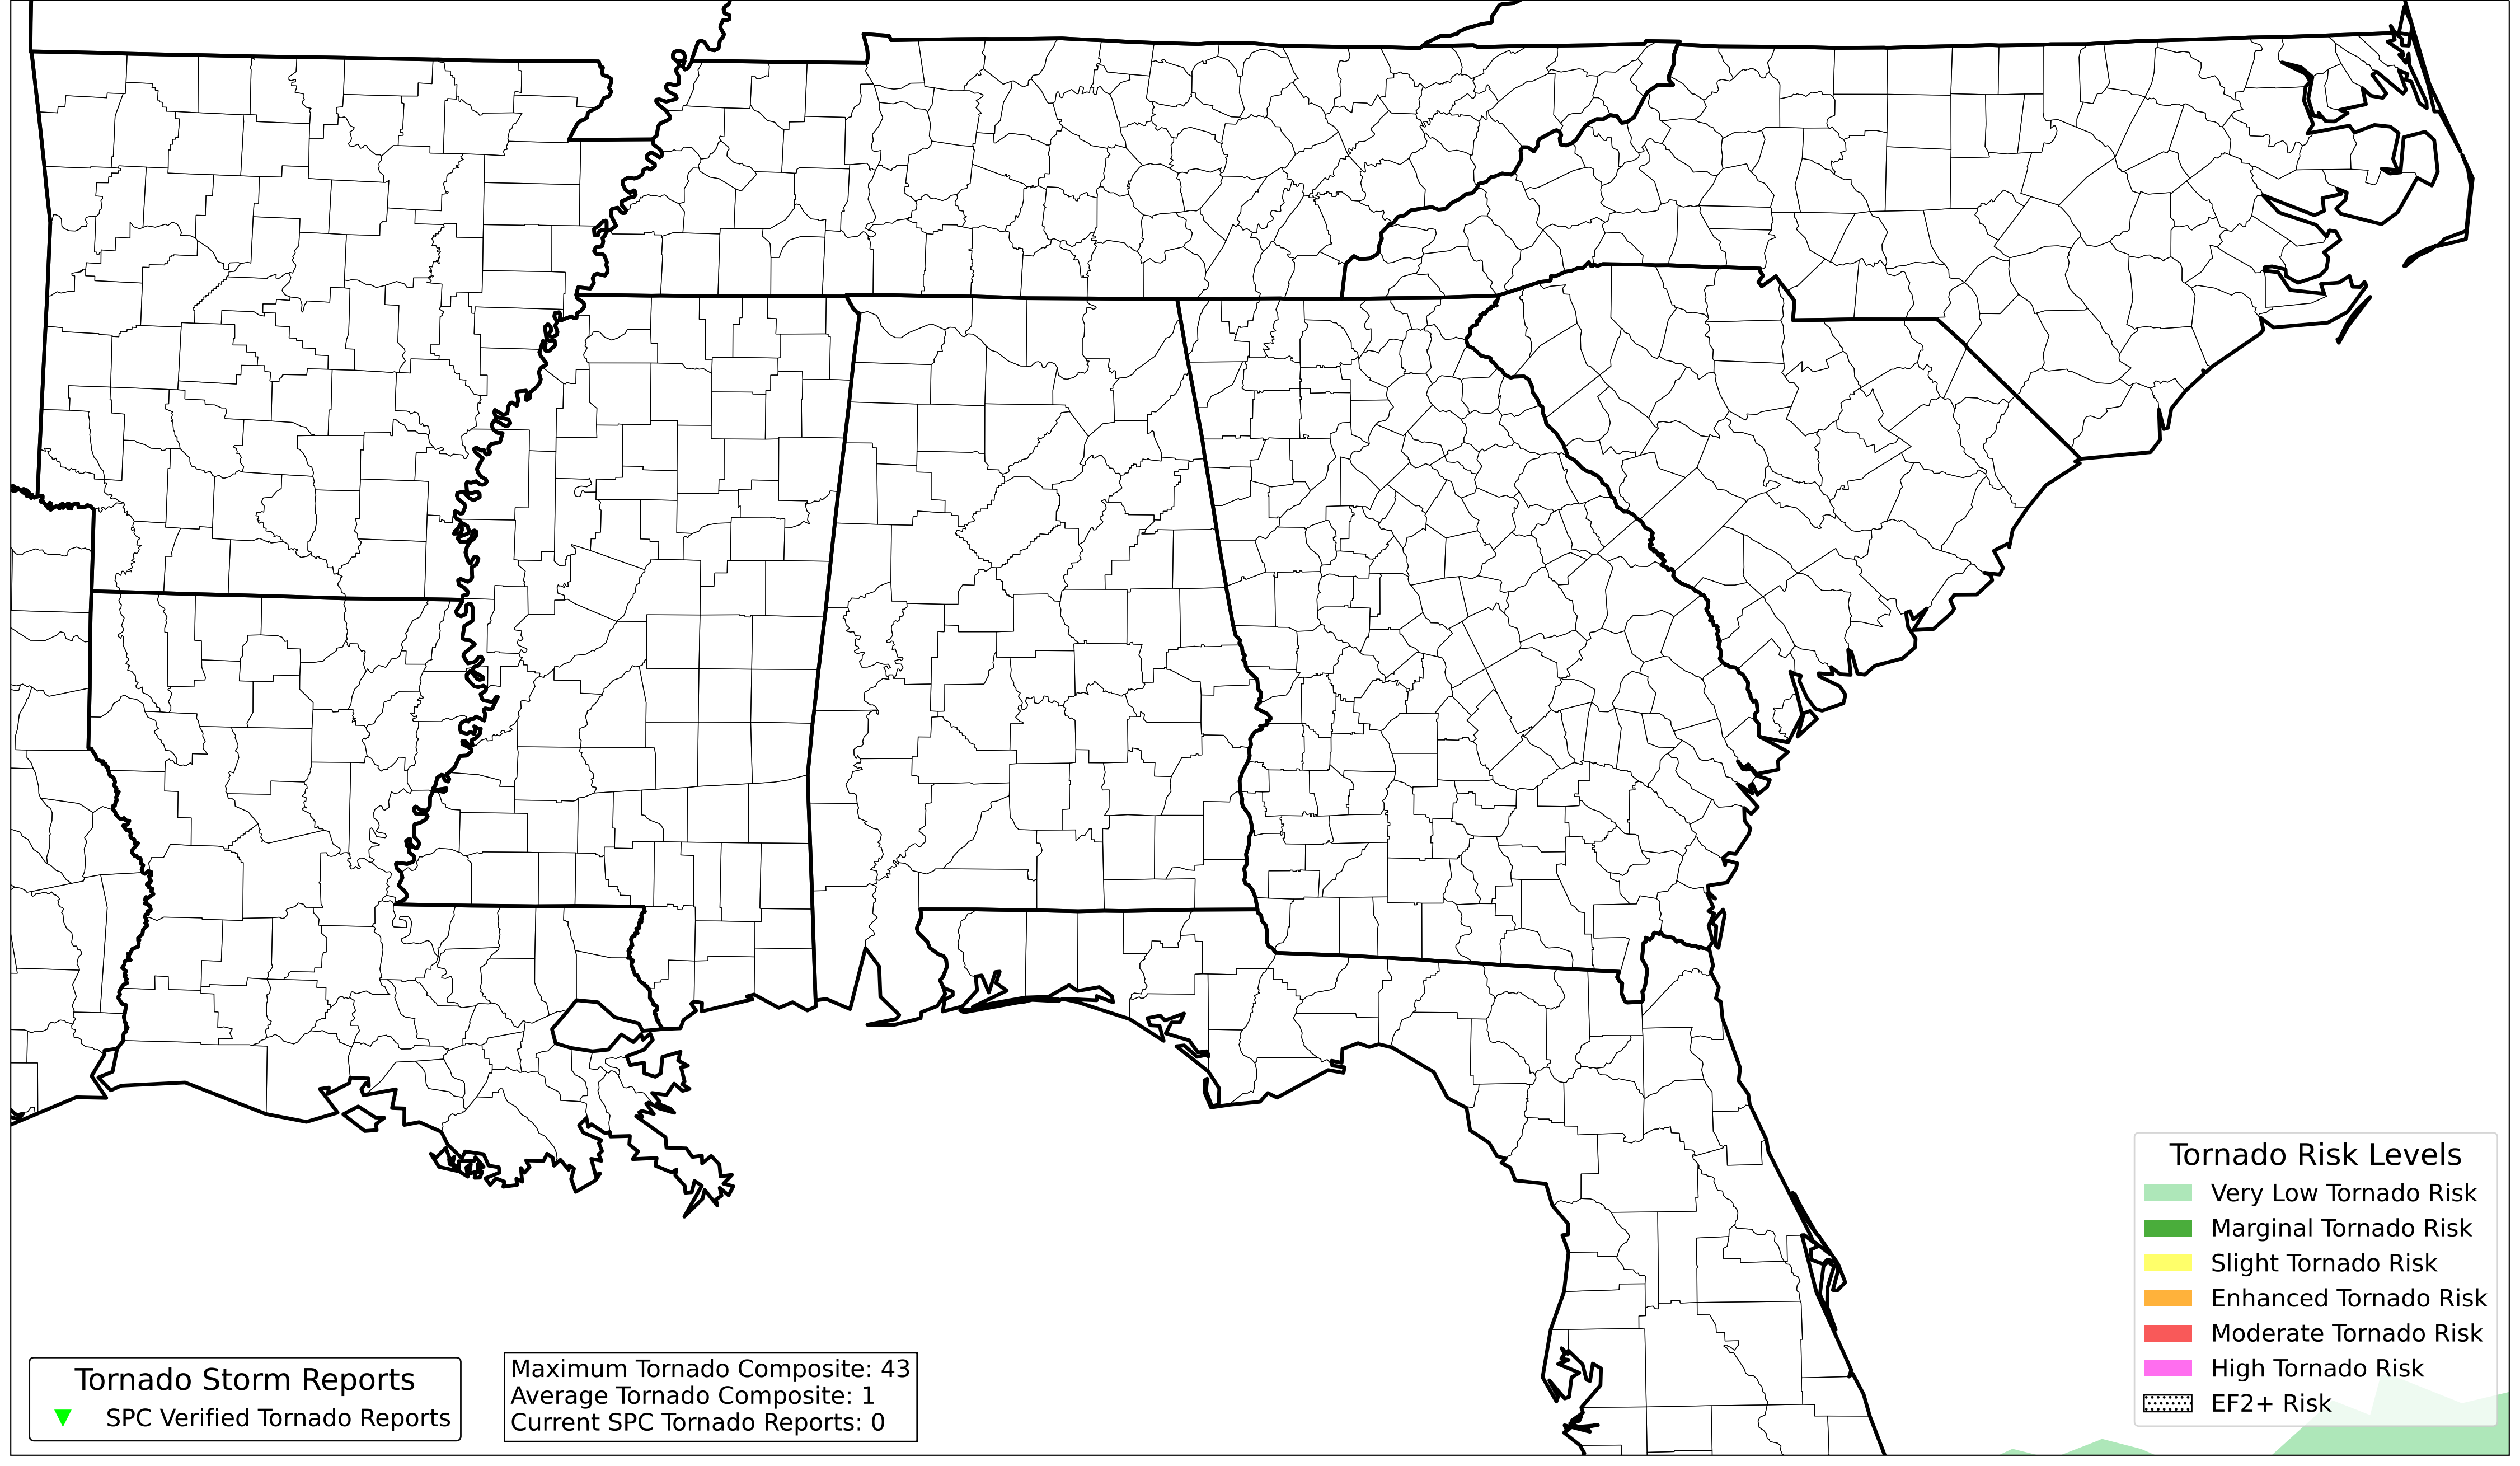 Tornado Risk Levels
Very Low Tornado Risk
Marginal Tornado Risk
Slight Tornado Risk
Enhanced Tornado Risk
Moderate Tornado Risk
High Tornado Risk
EF2+ Risk
Tornado Storm Reports
SPC Verified Tornado Reports
Maximum Tornado Composite: 43
Average Tornado Composite: 1
Current SPC Tornado Reports: 0